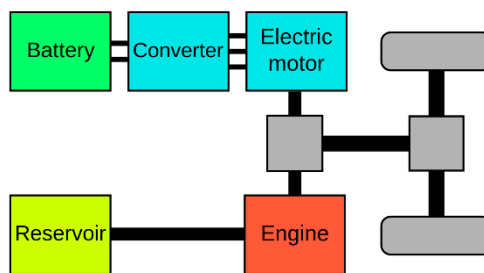 Battery
Converter
Electric
motor
Reservoir
Engine